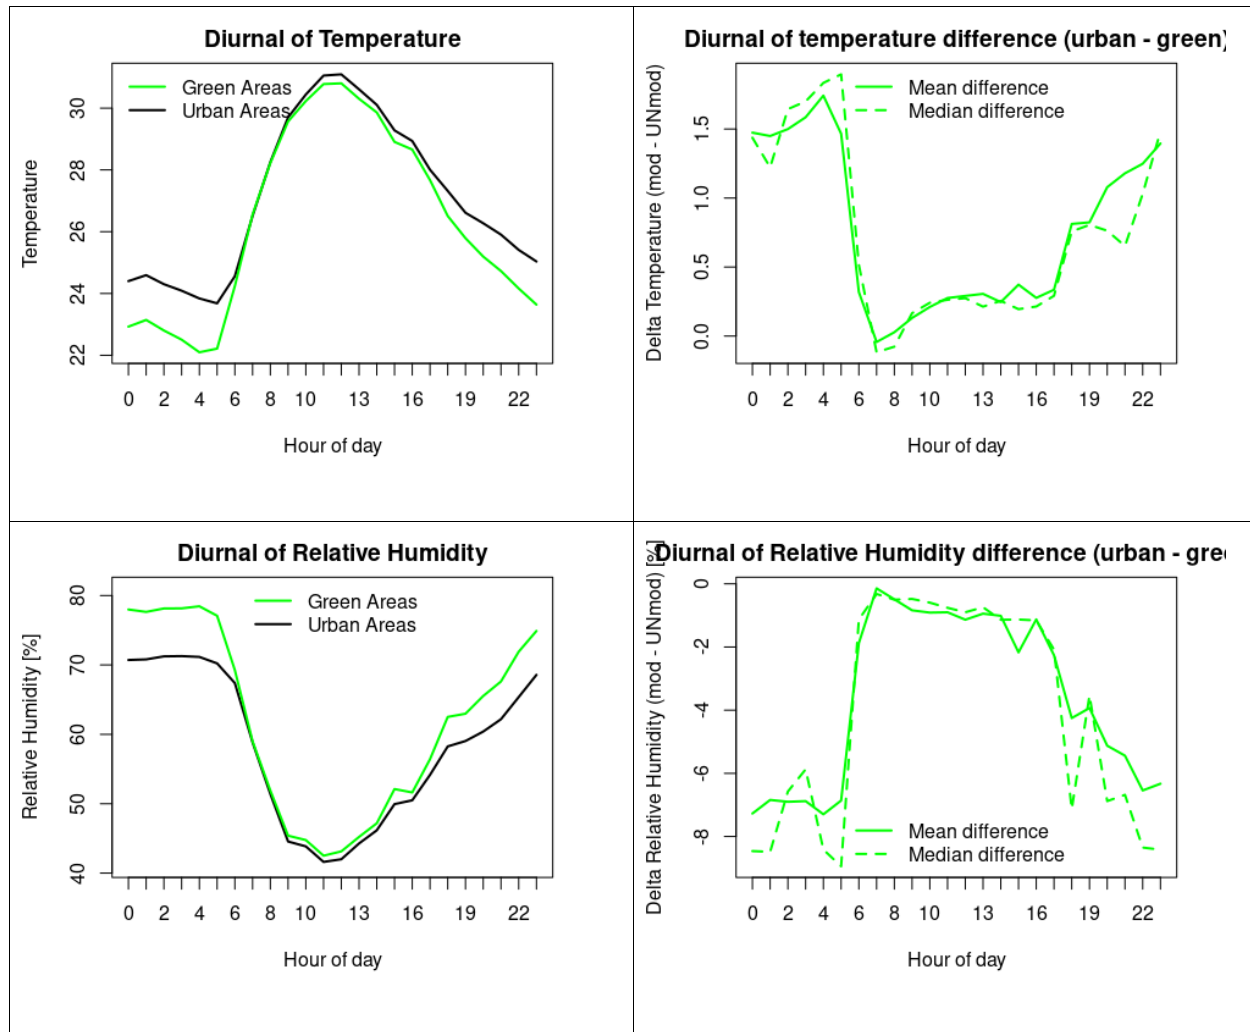 Diurnal of Temperature
Green Areas
Urban Areas
Temperature
22 24 26 28 30
0 2 4 6 8 10 13 16 19 22
Hour of day
Diurnal of temperature difference (urban - green)
Mean difference
Median difference
Delta Temperature (mod - UNmod)
0.0 0.5 1.0 1.5
0 2 4 6 8 10 13 16 19 22
Hour of day
Diurnal of Relative Humidity
Green Areas
Urban Areas
Relative Humidity [%]
40 50 60 70 80
0 2 4 6 8 10 13 16 19 22
Hour of day
Diurnal of Relative Humidity difference (urban - gree
Delta Relative Humidity (mod - UNmod) [%]
-8 -6 -4 -2 0
Mean difference
Median difference
0 2 4 6 8 10 13 16 19 22
Hour of day